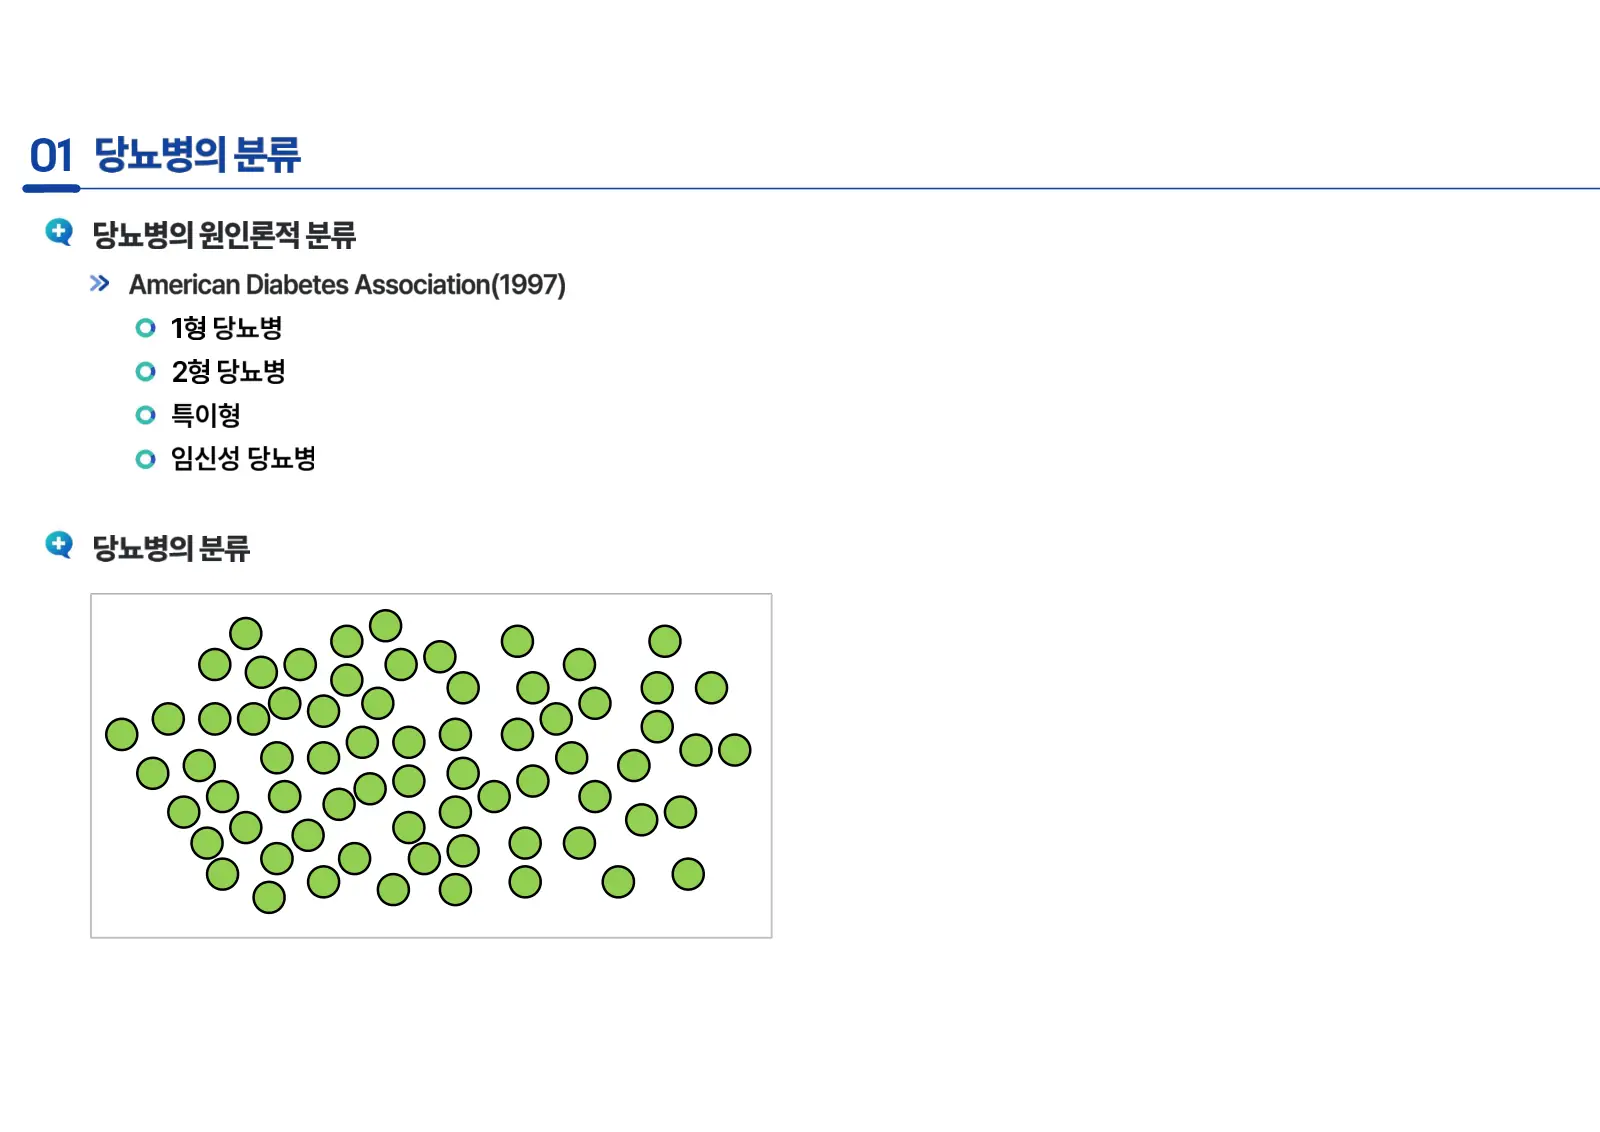 01 당뇨병의 분류
당뇨병의 원인론적 분류
American Diabetes Association(1997)
1형 당뇨병
2형 당뇨병
특이형
임신성 당뇨병
당뇨병의 분류